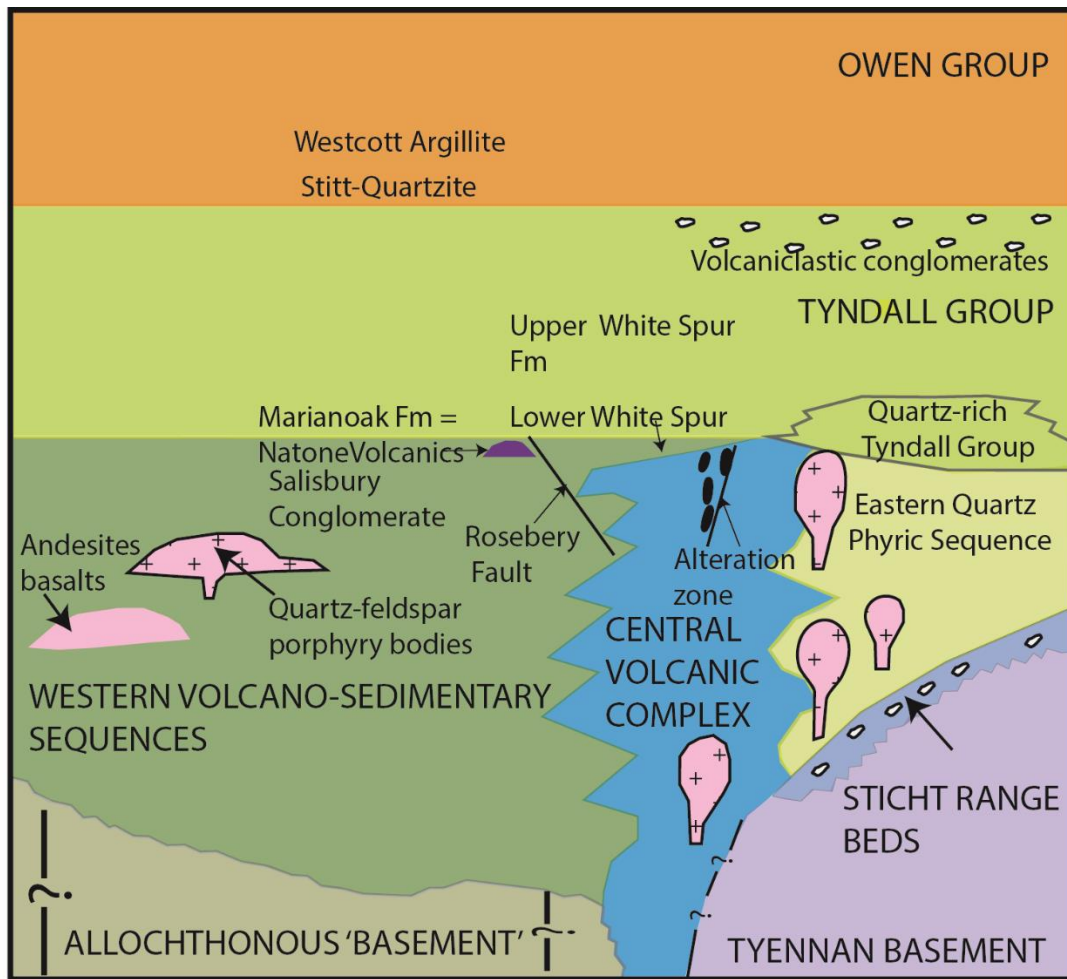 OWEN GROUP
Westcott Argillite
Stitt-Quartzite
Volcaniclastic conglomerates
TYNDALL GROUP
Upper White Spur
Fm
Marianoak Fm =
NatoneVolcanics
Salisbury
Conglomerate
Lower White Spur
Quartz-rich
Tyndall Group
Rosebery
Fault
Alteration
zone
Eastern Quartz
Phyric Sequence
Andesites
basalts
Quartz-feldspar
porphyry bodies
WESTERN VOLCANO-SEDIMENTARY
SEQUENCES
CENTRAL
VOLCANIC
COMPLEX
STICHT RANGE
BEDS
?
ALLOCHTHONOUS 'BASEMENT'
?
?
?
TYENNAN BASEMENT